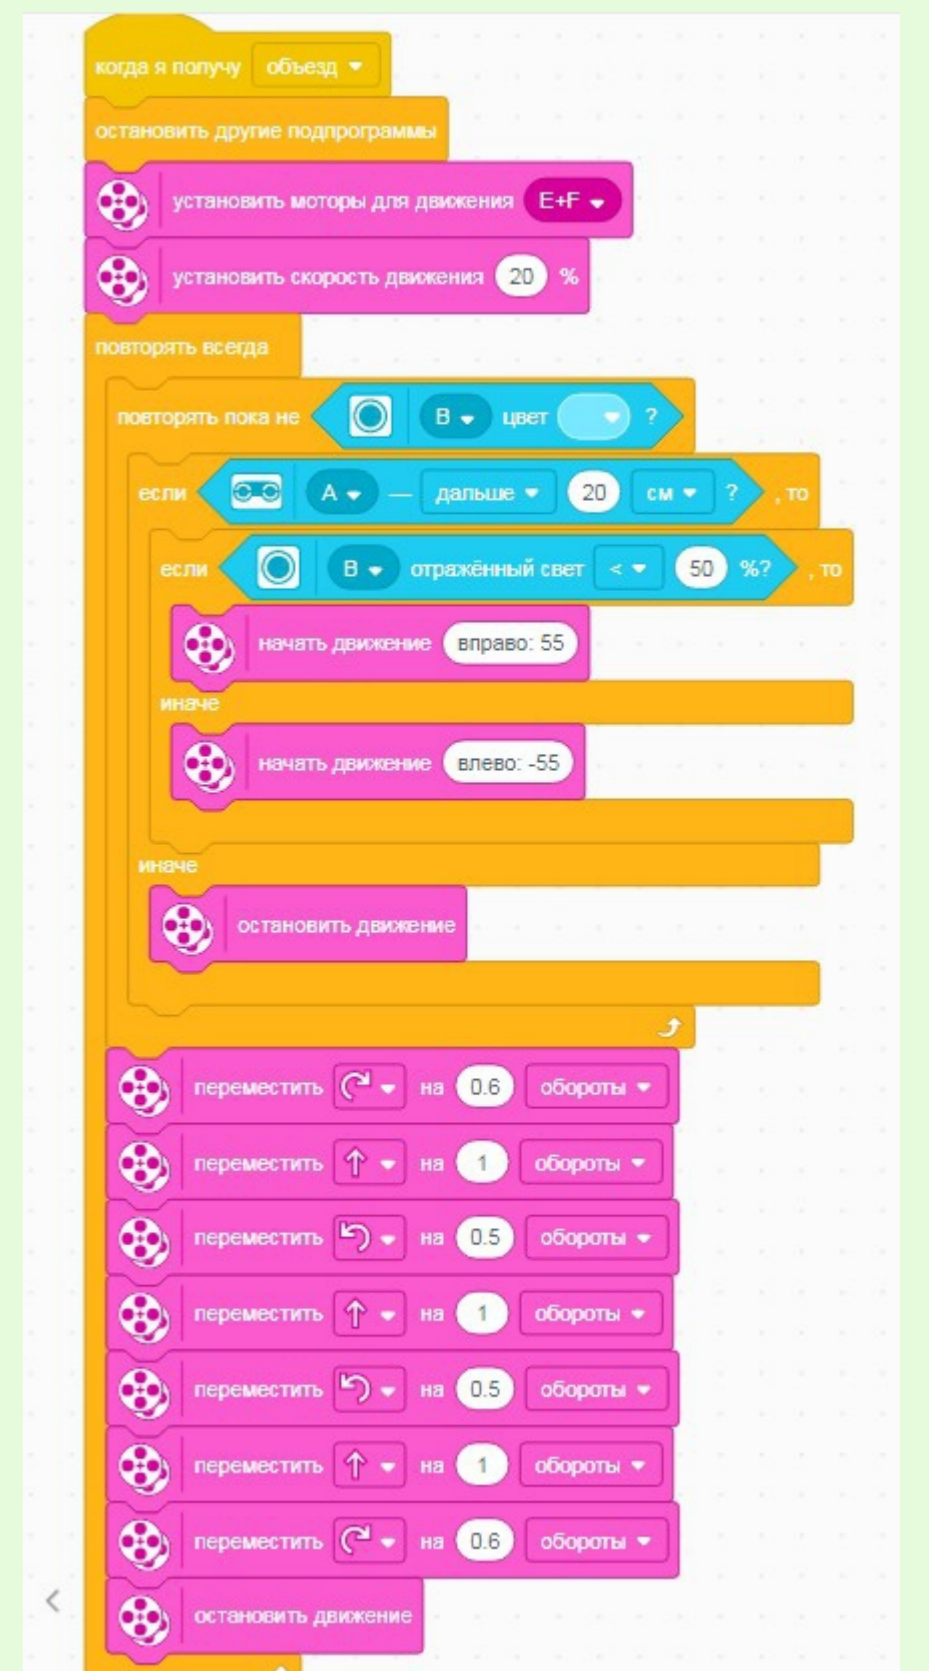 когда я получу объезд
остановить другие подпрограммы
установить моторы для движения E+F
установить скорость движения 20 %
повторять всегда
повторять пока не B цвет ?
если A — дальше 20 см ? , то
если B отражённый свет < 50 %? , то
начать движение вправо: 55
иначе
начать движение влево: -55
иначе
остановить движение
переместить на 0.6 обороты
переместить на 1 обороты
переместить на 0.5 обороты
переместить на 1 обороты
переместить на 0.5 обороты
переместить на 1 обороты
переместить на 0.6 обороты
остановить движение